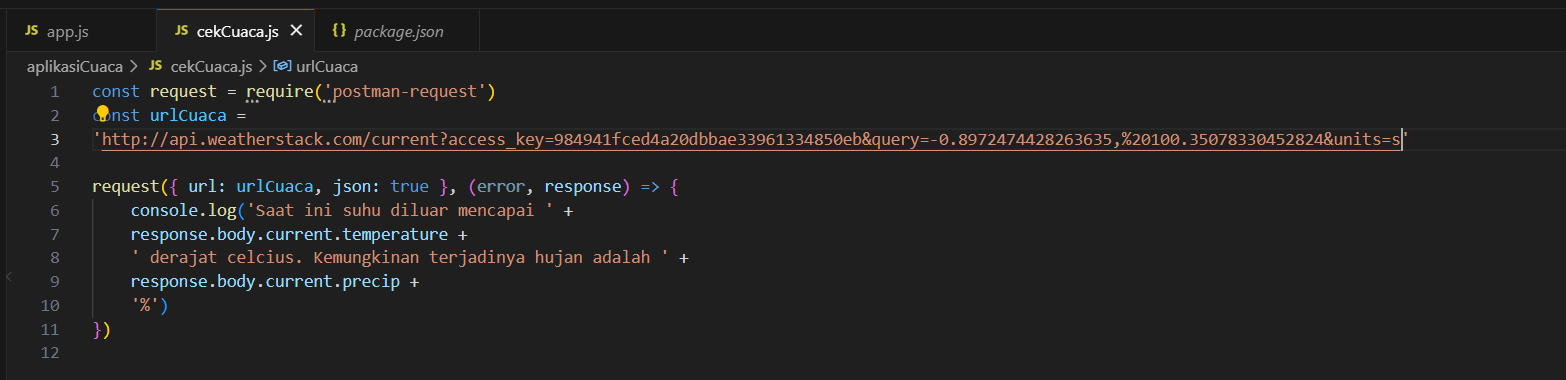 JS app.js JS cekCuaca.js × {} package.json
aplikasiCuaca > JS cekCuaca.js > urlCuaca
1 const request = require('postman-request')
2 const urlCuaca =
3 'http://api.weatherstack.com/current?access_key=984941fced4a20dbbae33961334850eb&query=-0.8972474428263635,%20100.35078330452824&units=s'
4
5 request({ url: urlCuaca, json: true }, (error, response) => {
6 console.log('Saat ini suhu diluar mencapai ' +
7 response.body.current.temperature +
8 ' derajat celcius. Kemungkinan terjadinya hujan adalah ' +
9 response.body.current.precip +
10 '%')
11 })
12